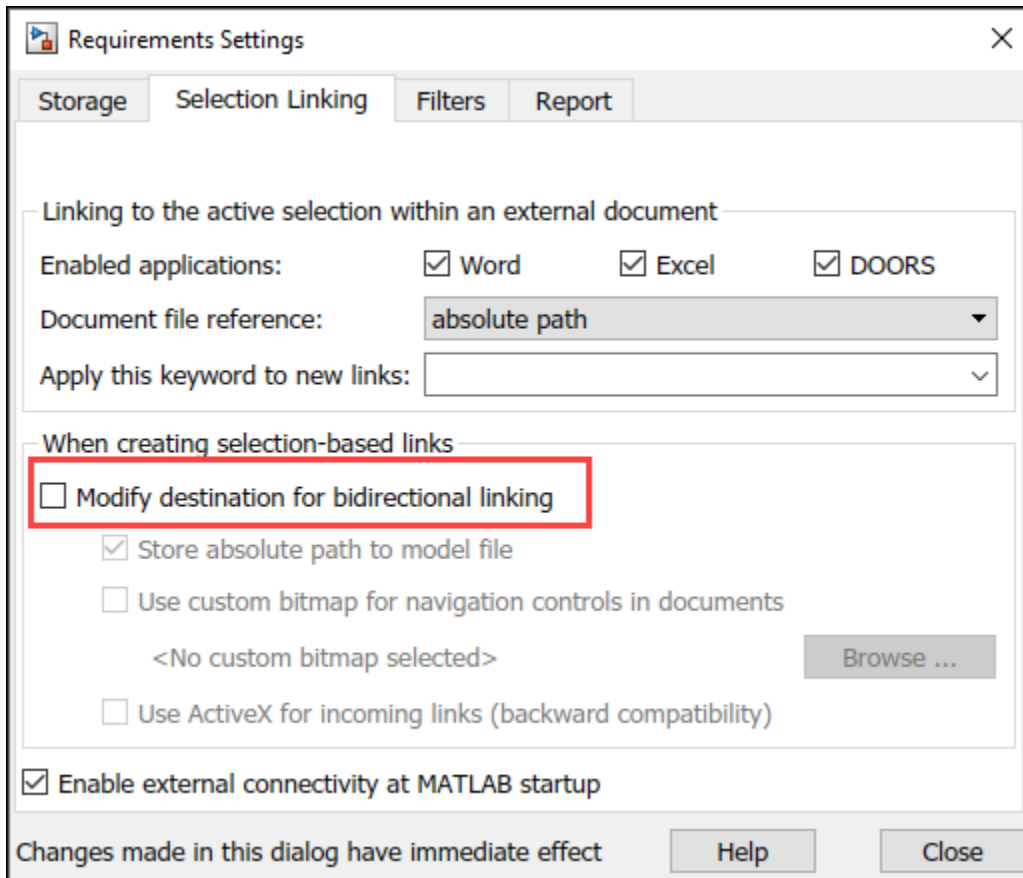 Requirements Settings
Storage Selection Linking Filters Report
Linking to the active selection within an external document
Enabled applications: Word Excel DOORS
Document file reference: absolute path
Apply this keyword to new links:
When creating selection-based links
Modify destination for bidirectional linking
Store absolute path to model file
Use custom bitmap for navigation controls in documents
<No custom bitmap selected> Browse ...
Use ActiveX for incoming links (backward compatibility)
Enable external connectivity at MATLAB startup
Changes made in this dialog have immediate effect Help Close